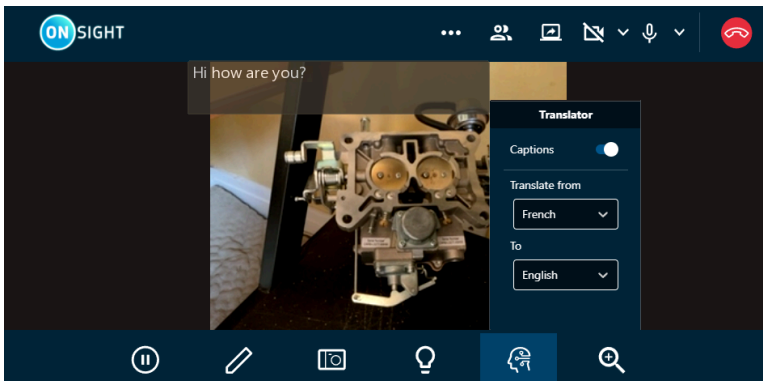 ONSIGHT
Hi how are you?
Translator
Captions
Translate from
French
To
English